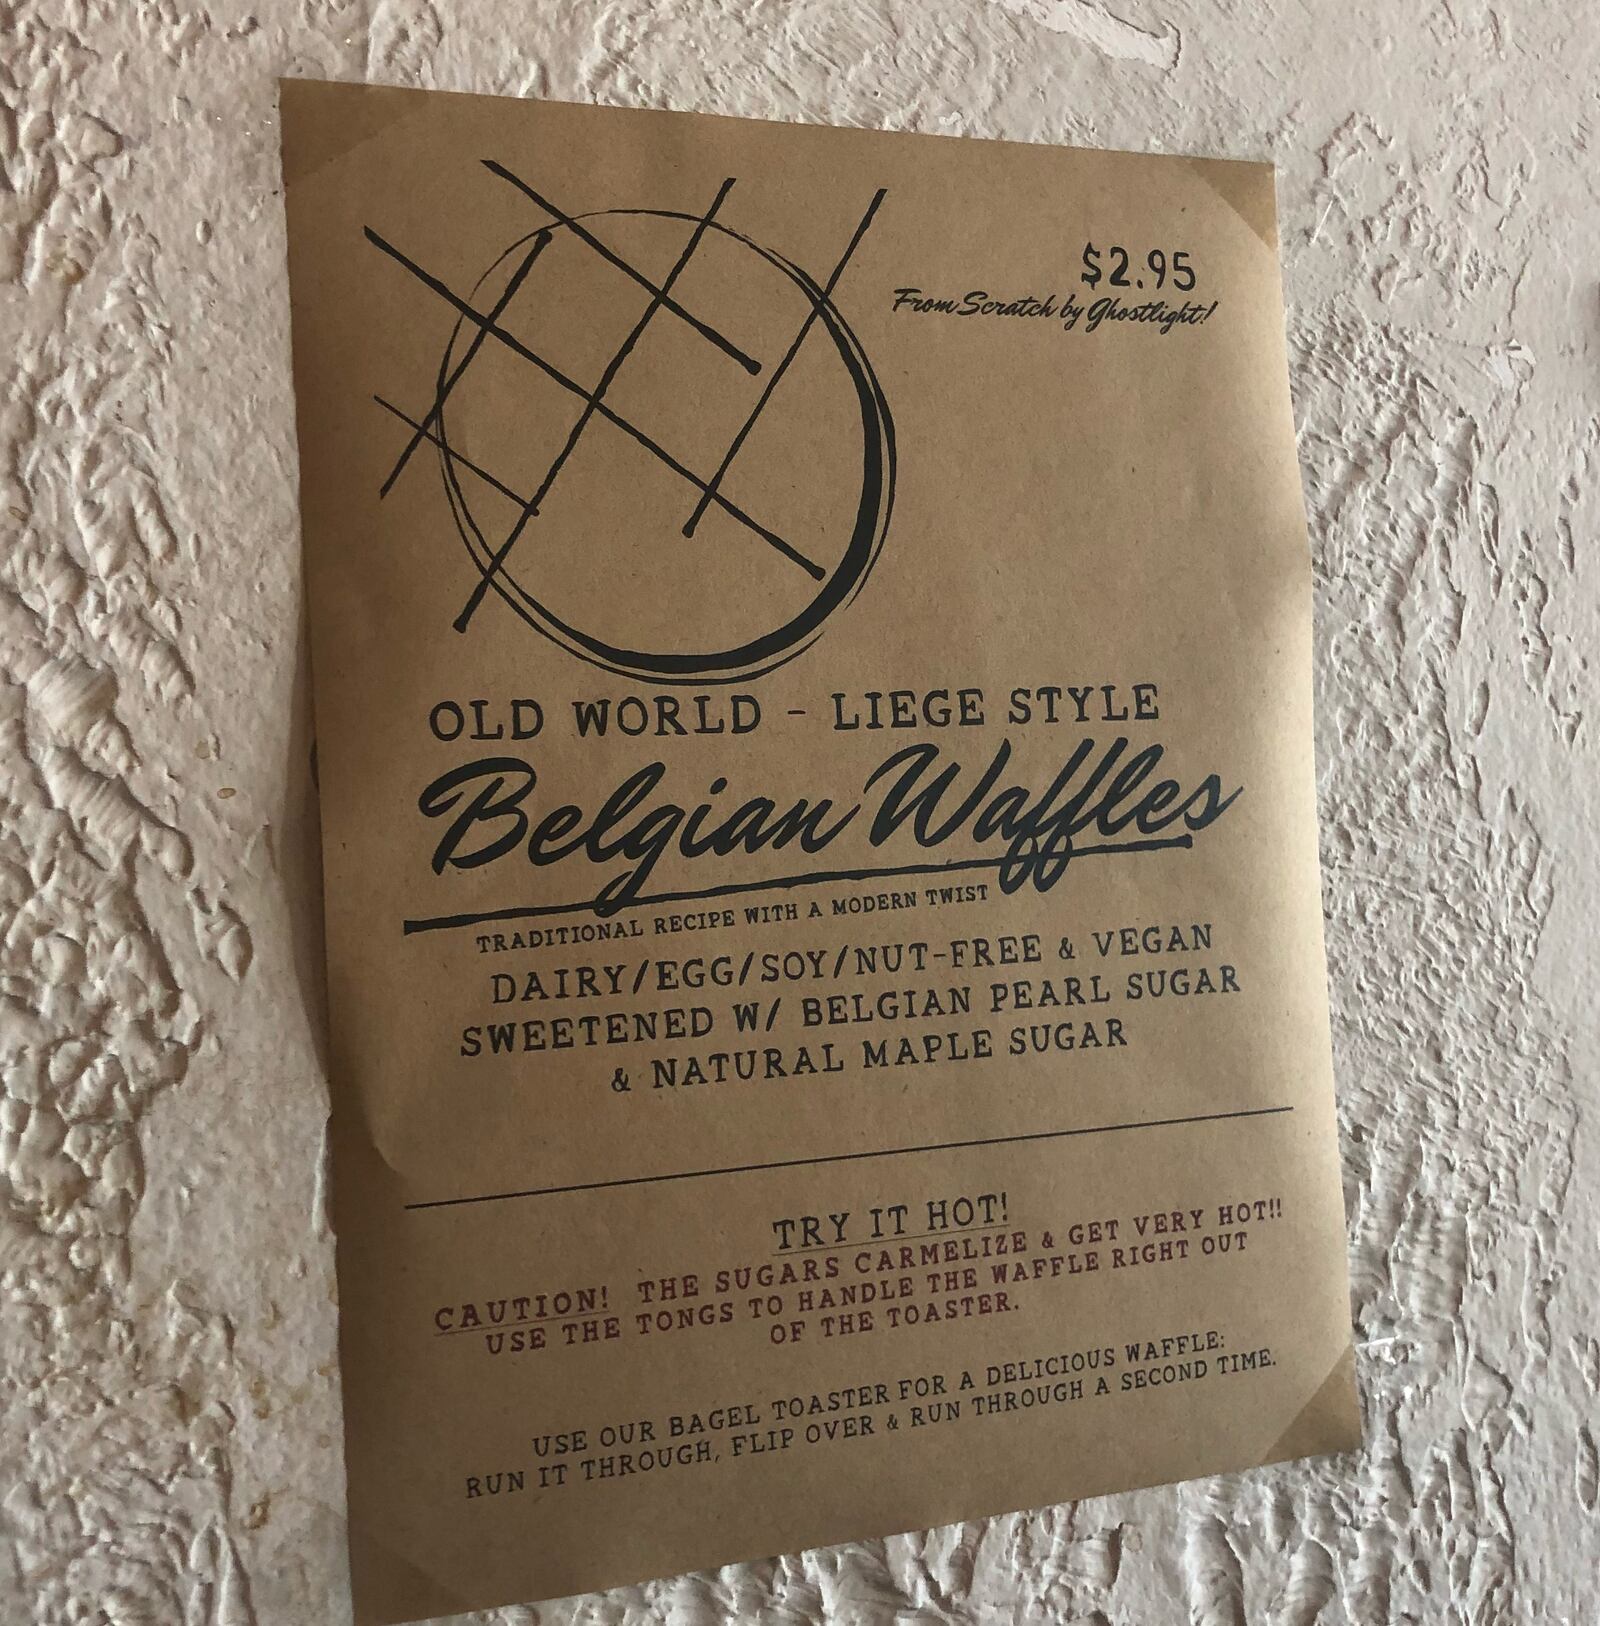 $2.95
From Scratch by Ghostlight!
OLD WORLD - LIEGE STYLE
Belgian Waffles
TRADITIONAL RECIPE WITH A MODERN TWIST
DAIRY/EGG/SOY/NUT-FREE & VEGAN
SWEETENED W/ BELGIAN PEARL SUGAR
& NATURAL MAPLE SUGAR
TRY IT HOT!
CAUTION! THE SUGARS CARMELIZE & GET VERY HOT!!
USE THE TONGS TO HANDLE THE WAFFLE RIGHT OUT
OF THE TOASTER.
USE OUR BAGEL TOASTER FOR A DELICIOUS WAFFLE:
RUN IT THROUGH, FLIP OVER & RUN THROUGH A SECOND TIME.